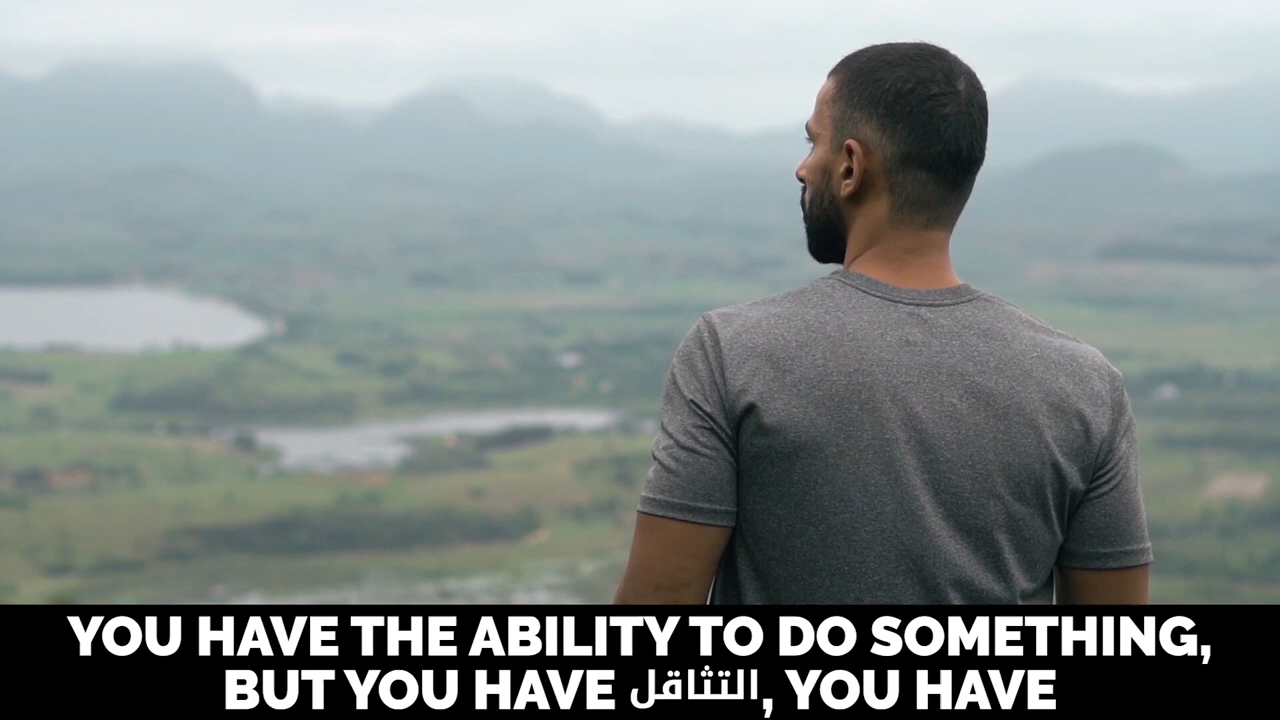 YOU HAVE THE ABILITY TO DO SOMETHING,
BUT YOU HAVE التثاقل, YOU HAVE